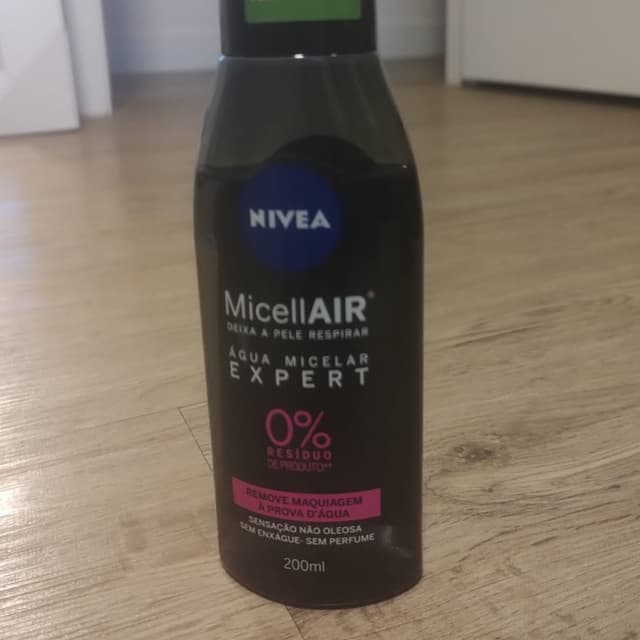 NIVEA
MicellAIR®
DEIXA A PELE RESPIRAR
ÁGUA MICELAR
EXPERT
0%
RESÍDUO
DE PRODUTO**
REMOVE MAQUIAGEM
À PROVA D'ÁGUA
SENSAÇÃO NÃO OLEOSA
SEM ENXÁGUE- SEM PERFUME
200ml